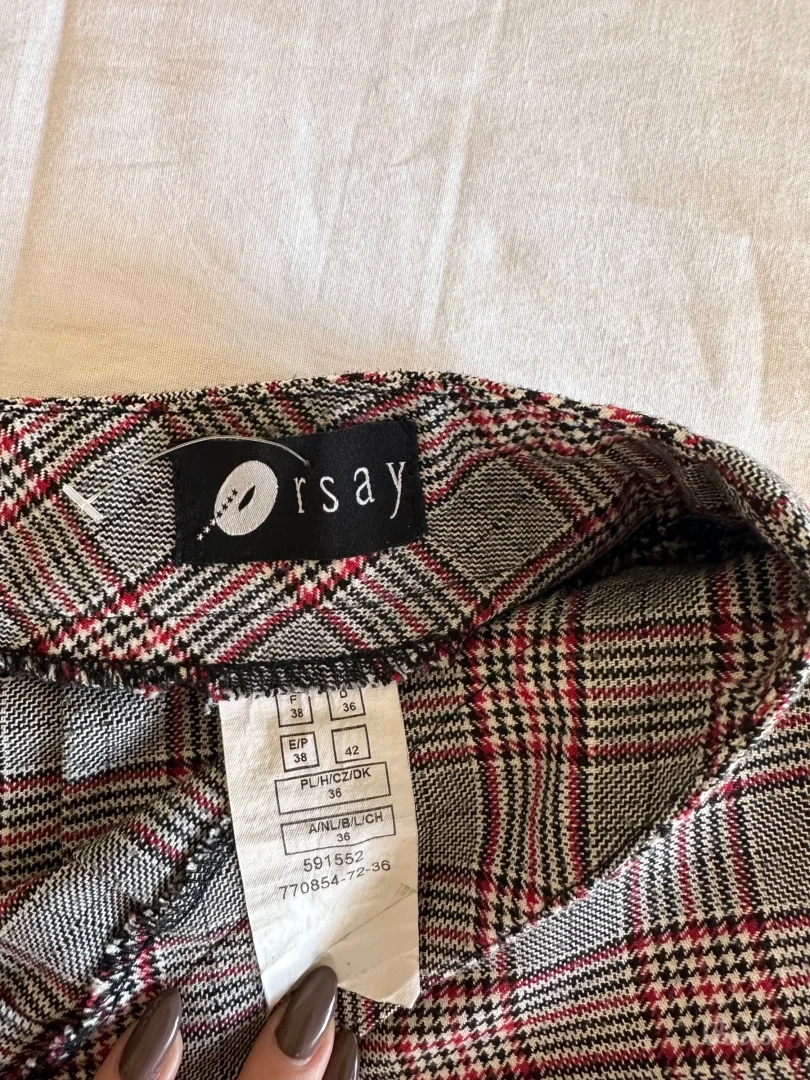 Orsay
F D
38 36
E/P
38 42
PL/H/CZ/DK
36
A/NL/B/L/CH
36
591552
770854-72-36